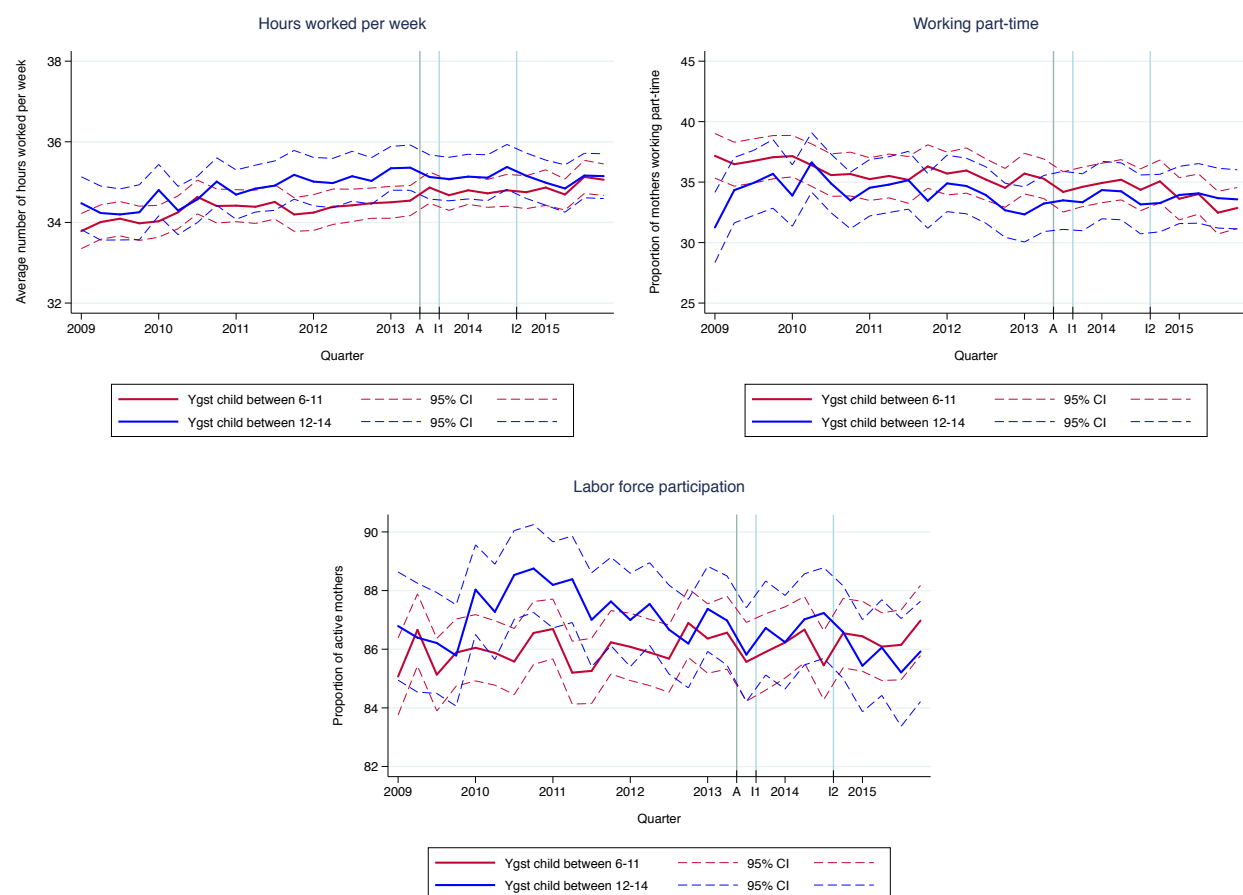 Hours worked per week
Average number of hours worked per week
38
36
34
32
2009 2010 2011 2012 2013 A I1 2014 I2 2015
Quarter
Ygst child between 6-11 95% CI
Ygst child between 12-14 95% CI
Working part-time
Proportion of mothers working part-time
45
40
35
30
25
2009 2010 2011 2012 2013 A I1 2014 I2 2015
Quarter
Ygst child between 6-11 95% CI
Ygst child between 12-14 95% CI
Labor force participation
Proportion of active mothers
90
88
86
84
82
2009 2010 2011 2012 2013 A I1 2014 I2 2015
Quarter
Ygst child between 6-11 95% CI
Ygst child between 12-14 95% CI